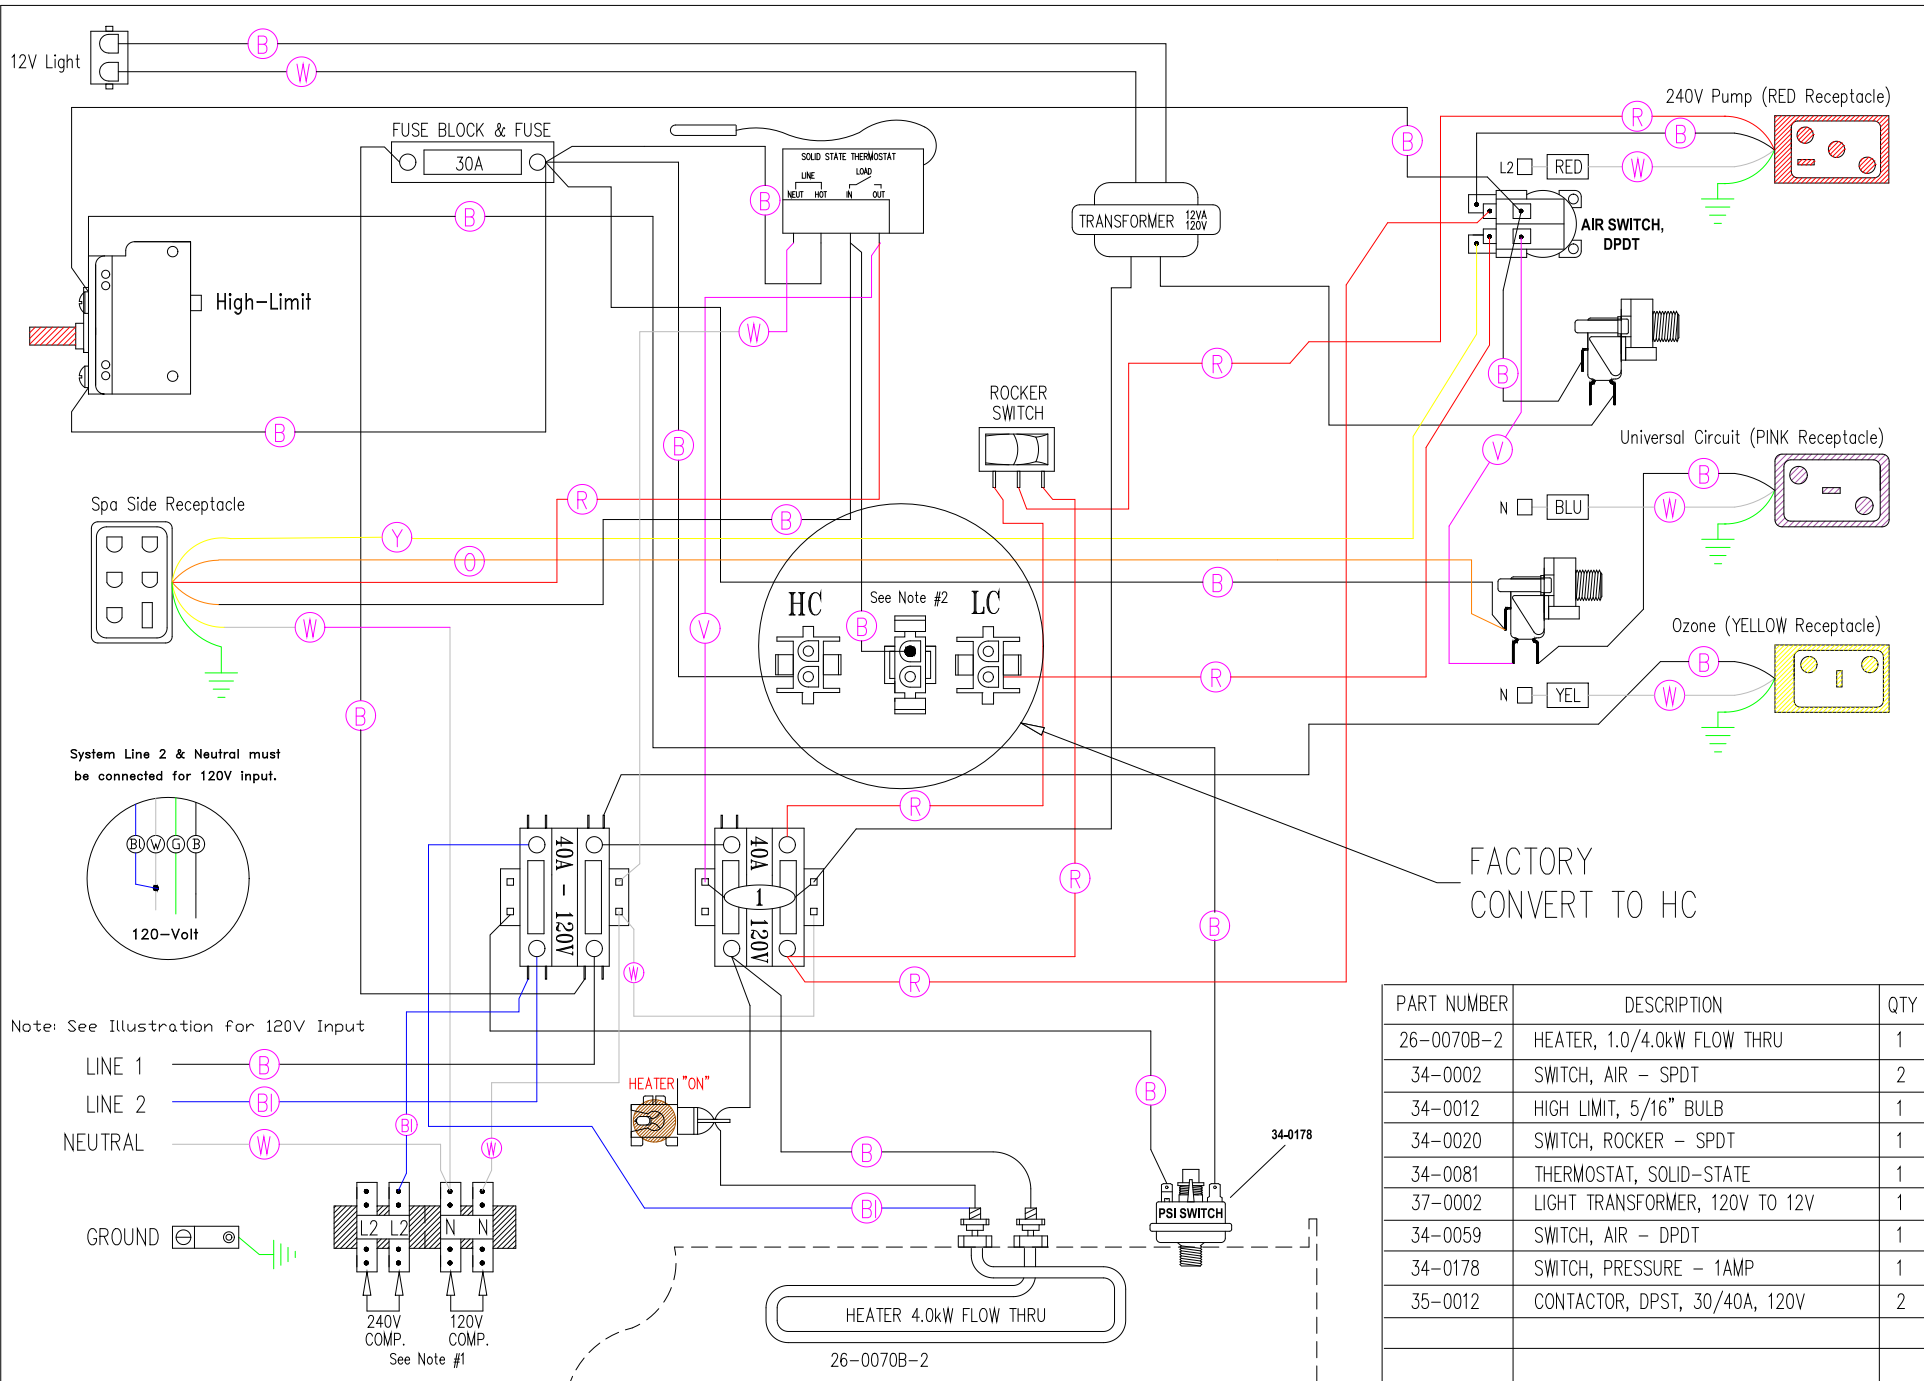 12V Light
B
W
FUSE BLOCK & FUSE
30A
SOLID STATE THERMOSTAT
LINE
LOAD
NEUT HOT IN OUT
B
B
TRANSFORMER 12VA
120V
240V Pump (RED Receptacle)
R
B
B
L2 RED W
AIR SWITCH,
DPDT
High-Limit
W
R
B
B
B
ROCKER
SWITCH
Universal Circuit (PINK Receptacle)
V
B
N BLU W
Spa Side Receptacle
R
B
Y
O
B
W
V
B
HC
See Note #2
LC
R
Ozone (YELLOW Receptacle)
B
N YEL W
B
System Line 2 & Neutral must
be connected for 120V input.
Bl W G B
120-Volt
R
40A - 120V
40A 1 120V
R
B
W
R
FACTORY
CONVERT TO HC
Note: See Illustration for 120V Input
LINE 1 B
LINE 2 Bl
NEUTRAL W
Bl
W
GROUND
L2 L2 N N
240V
COMP.
120V
COMP.
See Note #1
HEATER "ON"
B
B
Bl
34-0178
PSI SWITCH
HEATER 4.0kW FLOW THRU
26-0070B-2
PART NUMBER DESCRIPTION QTY
26-0070B-2 HEATER, 1.0/4.0kW FLOW THRU 1
34-0002 SWITCH, AIR - SPDT 2
34-0012 HIGH LIMIT, 5/16" BULB 1
34-0020 SWITCH, ROCKER - SPDT 1
34-0081 THERMOSTAT, SOLID-STATE 1
37-0002 LIGHT TRANSFORMER, 120V TO 12V 1
34-0059 SWITCH, AIR - DPDT 1
34-0178 SWITCH, PRESSURE - 1AMP 1
35-0012 CONTACTOR, DPST, 30/40A, 120V 2